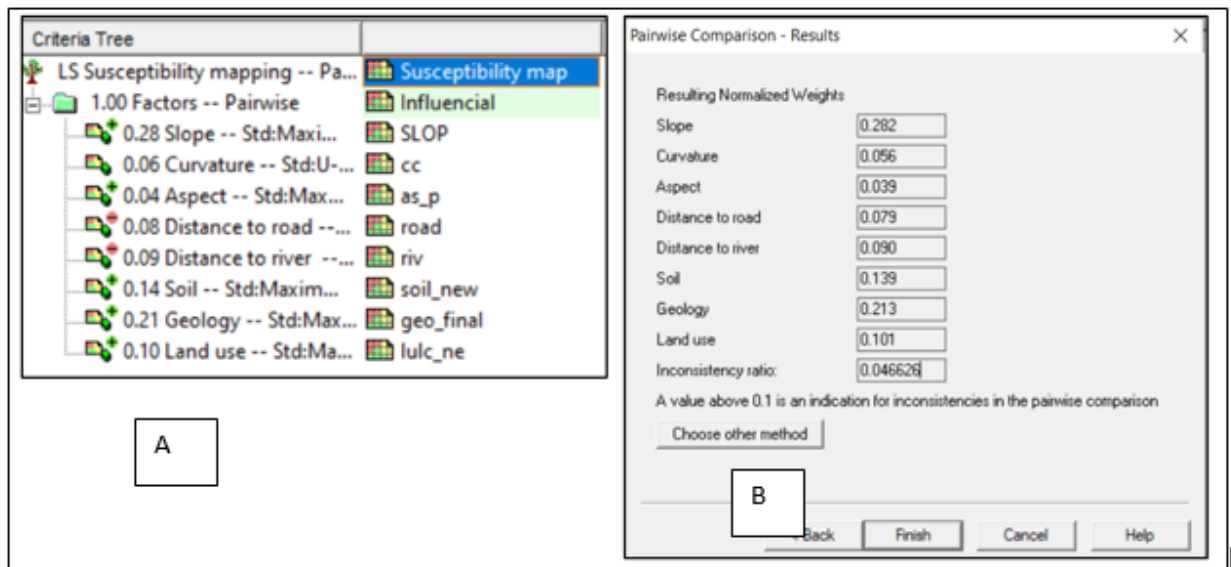 Criteria Tree
LS Susceptibility mapping -- Pa... Susceptibility map
1.00 Factors -- Pairwise Influencial
0.28 Slope -- Std:Maxi... SLOP
0.06 Curvature -- Std:U-... cc
0.04 Aspect -- Std:Max... as_p
0.08 Distance to road --... road
0.09 Distance to river --... riv
0.14 Soil -- Std:Maxim... soil_new
0.21 Geology -- Std:Max... geo_final
0.10 Land use -- Std:Ma... lulc_ne
A
Pairwise Comparison - Results
Resulting Normalized Weights
Slope 0.282
Curvature 0.056
Aspect 0.039
Distance to road 0.079
Distance to river 0.090
Soil 0.139
Geology 0.213
Land use 0.101
Inconsistency ratio: 0.046626
A value above 0.1 is an indication for inconsistencies in the pairwise comparison
Choose other method
B
Back Finish Cancel Help